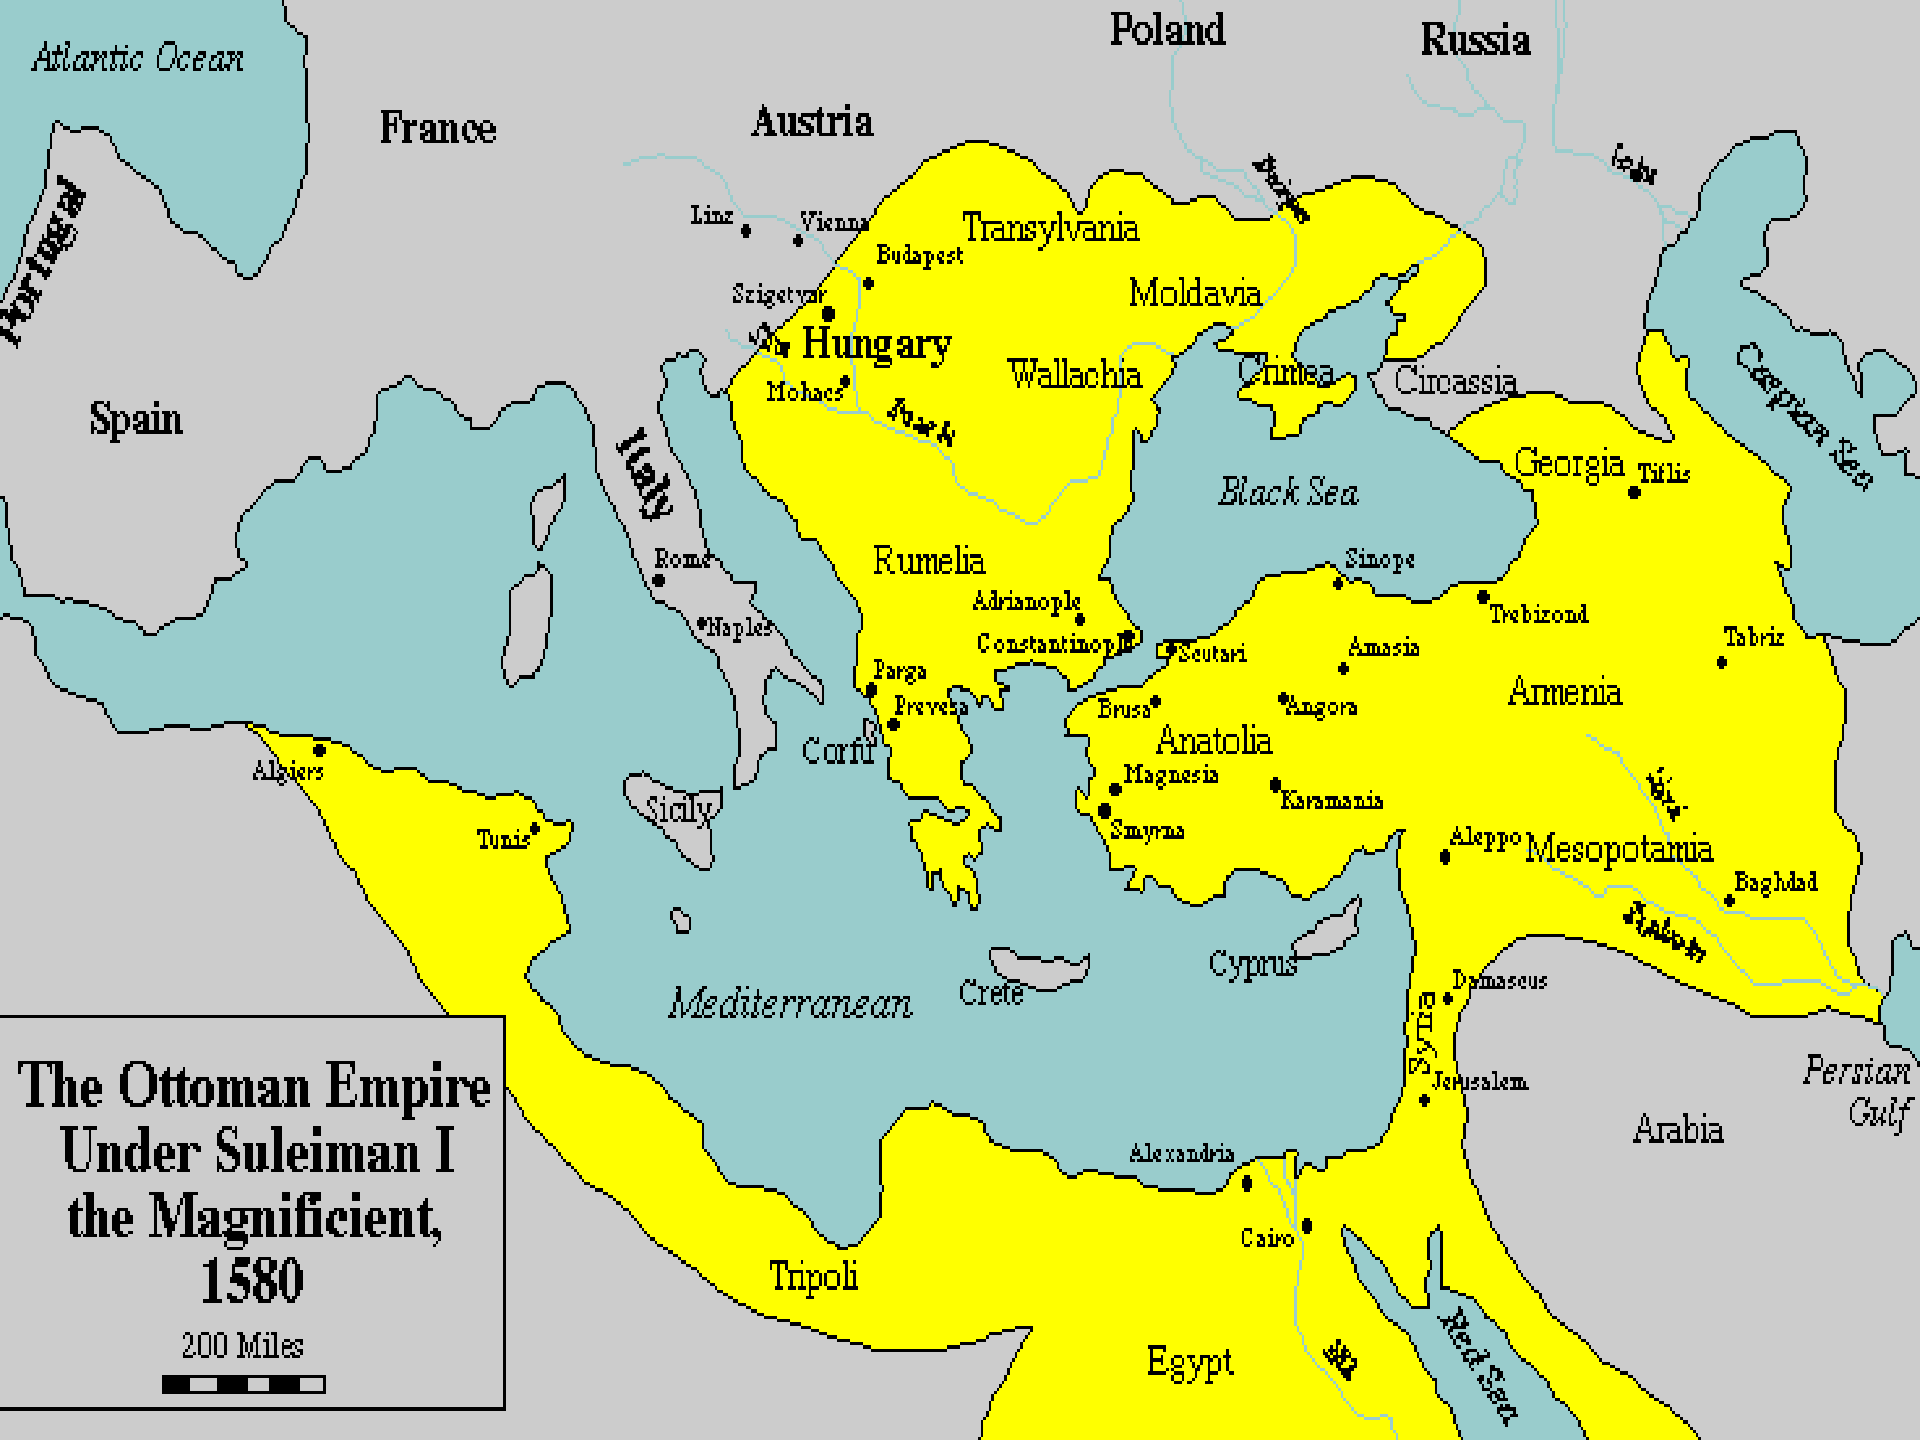 Atlantic Ocean
Poland
Russia
France
Austria
Portugal
Linz
Vienna
Transylvania
Budapest
Moldavia
Szigetvar
Hungary
Wallachia
Crimea
Circassia
Mohacs
Caspian Sea
Spain
Italy
Georgia
Tiflis
Black Sea
Rome
Rumelia
Sinope
Adrianople
Trebizond
Naples
Constantinople
Scutari
Amasia
Tabriz
Parga
Prevesa
Brusa
Angora
Armenia
Corfu
Anatolia
Algiers
Magnesia
Karamania
Sicily
Tunis
Smyrna
Aleppo
Mesopotamia
Baghdad
Cyprus
Crete
Damascus
Mediterranean
Syria
Jerusalem
Persian
Gulf
Arabia
Alexandria
Cairo
Tripoli
Egypt
Red Sea
The Ottoman Empire
Under Suleiman I
the Magnificient,
1580
200 Miles